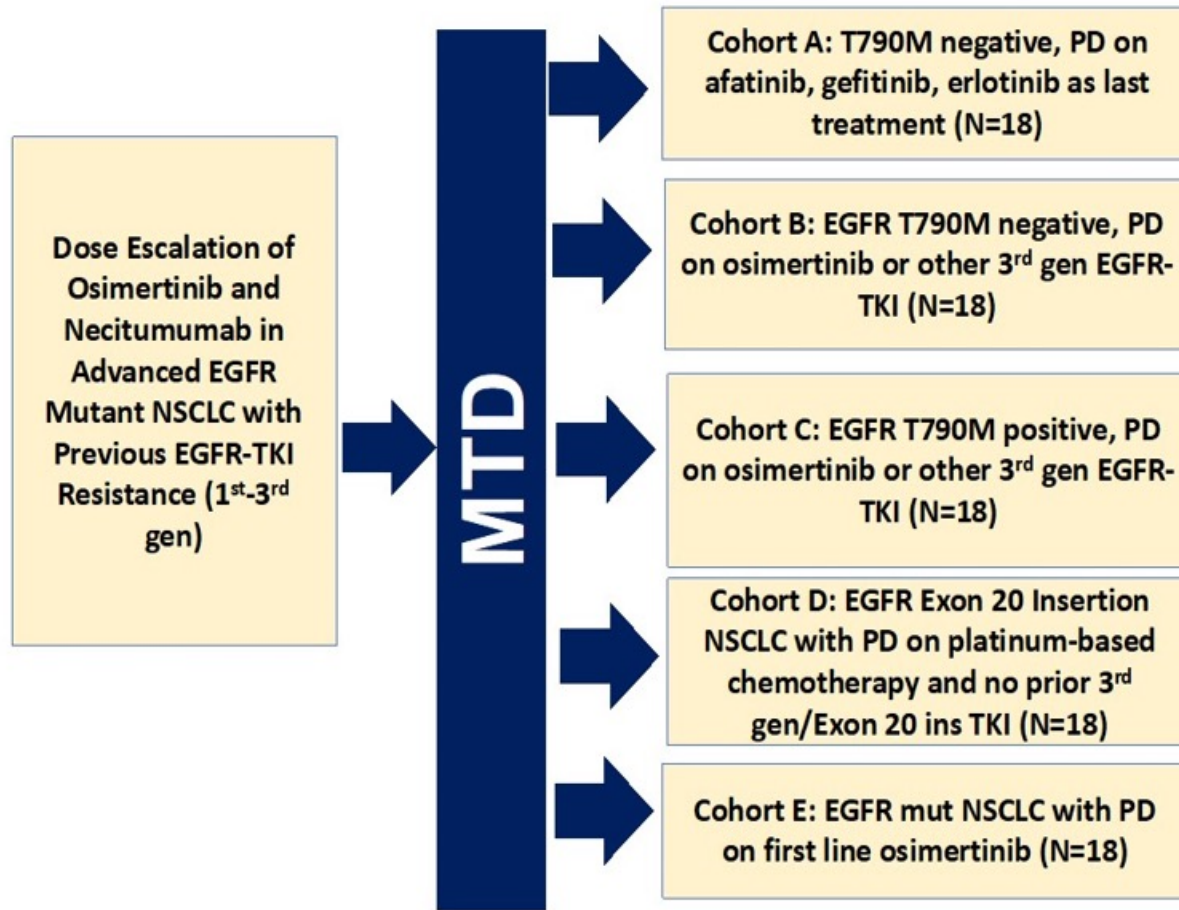 Dose Escalation of
Osimertinib and
Necitumumab in
Advanced EGFR
Mutant NSCLC with
Previous EGFR-TKI
Resistance (1st-3rd
gen)
MTD
Cohort A: T790M negative, PD on
afatinib, gefitinib, erlotinib as last
treatment (N=18)
Cohort B: EGFR T790M negative, PD
on osimertinib or other 3rd gen EGFR-
TKI (N=18)
Cohort C: EGFR T790M positive, PD
on osimertinib or other 3rd gen EGFR-
TKI (N=18)
Cohort D: EGFR Exon 20 Insertion
NSCLC with PD on platinum-based
chemotherapy and no prior 3rd
gen/Exon 20 ins TKI (N=18)
Cohort E: EGFR mut NSCLC with PD
on first line osimertinib (N=18)